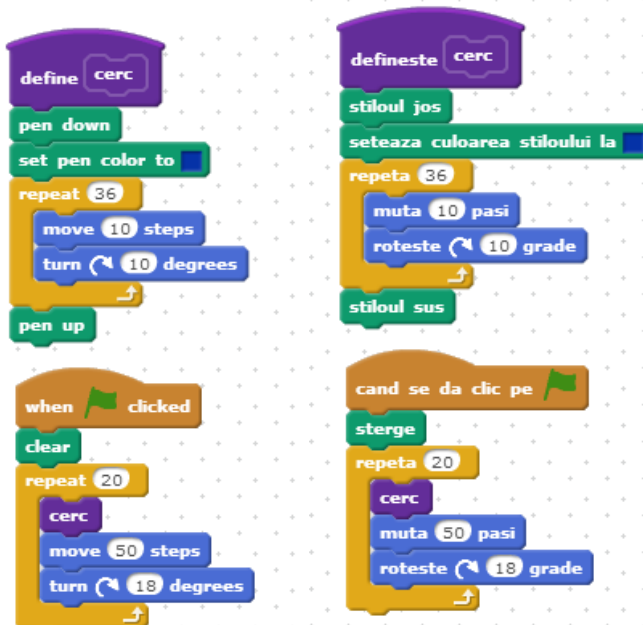 define cerc
pen down
set pen color to
repeat 36
move 10 steps
turn 10 degrees
pen up
when clicked
clear
repeat 20
cerc
move 50 steps
turn 18 degrees
defineste cerc
stiloul jos
seteaza culoarea stiloului la
repeta 36
muta 10 pasi
roteste 10 grade
stiloul sus
cand se da clic pe
sterge
repeta 20
cerc
muta 50 pasi
roteste 18 grade